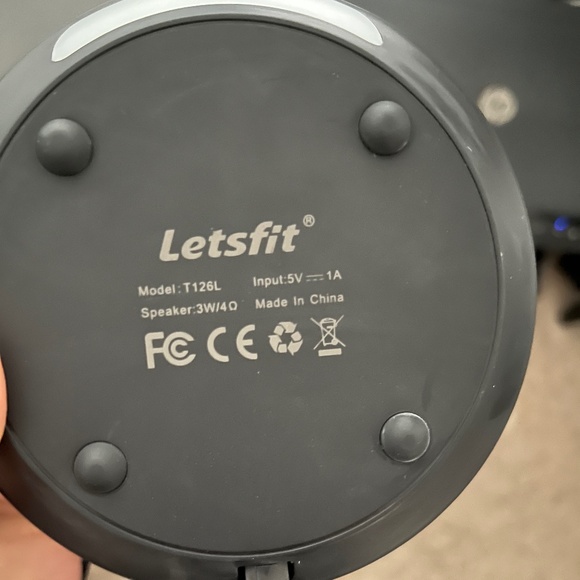 Letsfit®
Model:T126L Input:5V⎓1A
Speaker:3W/4Ω Made In China
FC CE